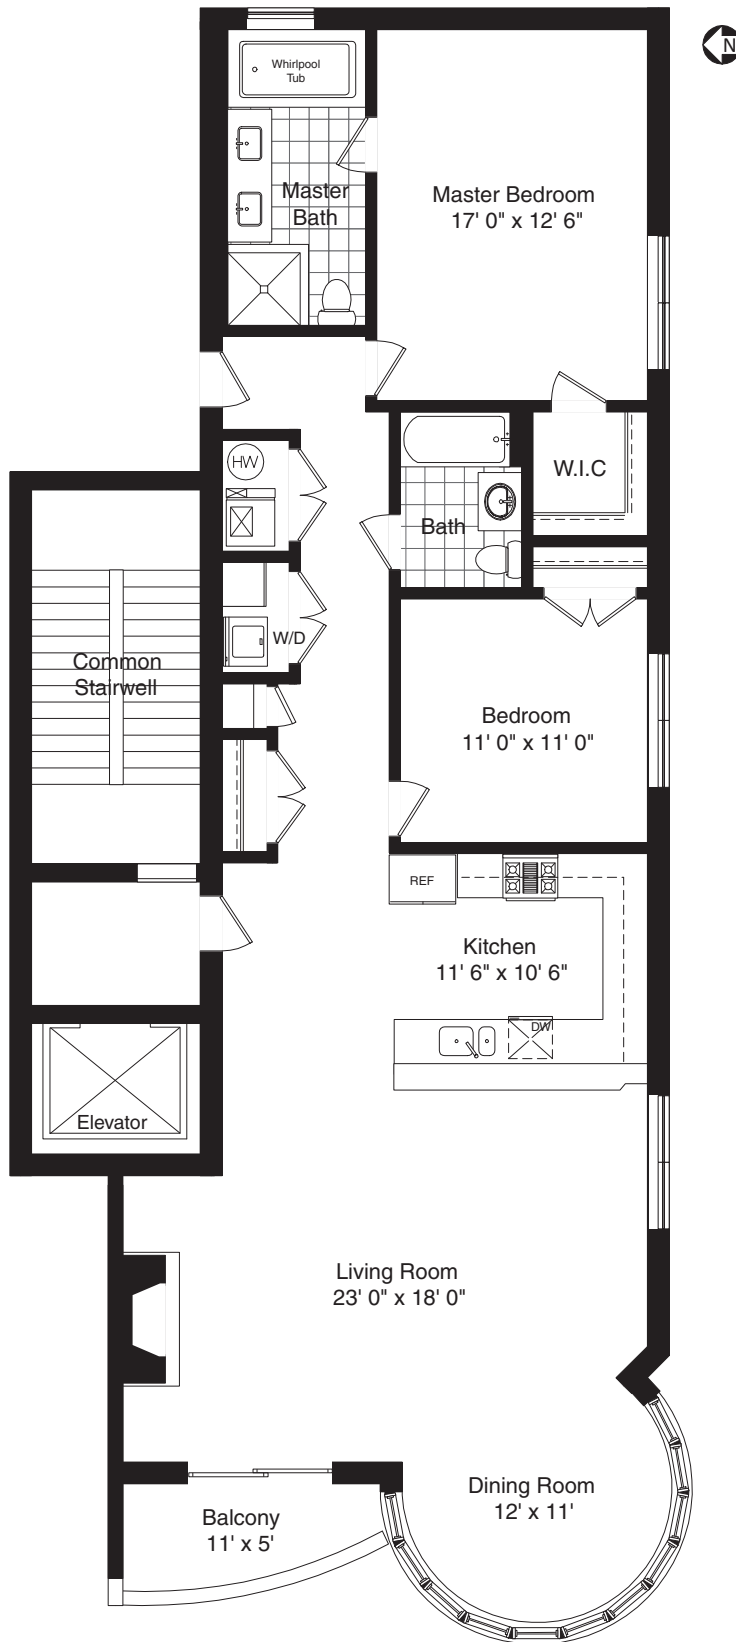 Whirlpool
Tub
N
Master
Bath
Master Bedroom
17' 0" x 12' 6"
HW
W.I.C
Bath
W/D
Common
Stairwell
Bedroom
11' 0" x 11' 0"
REF
Kitchen
11' 6" x 10' 6"
DW
Elevator
Living Room
23' 0" x 18' 0"
Dining Room
12' x 11'
Balcony
11' x 5'